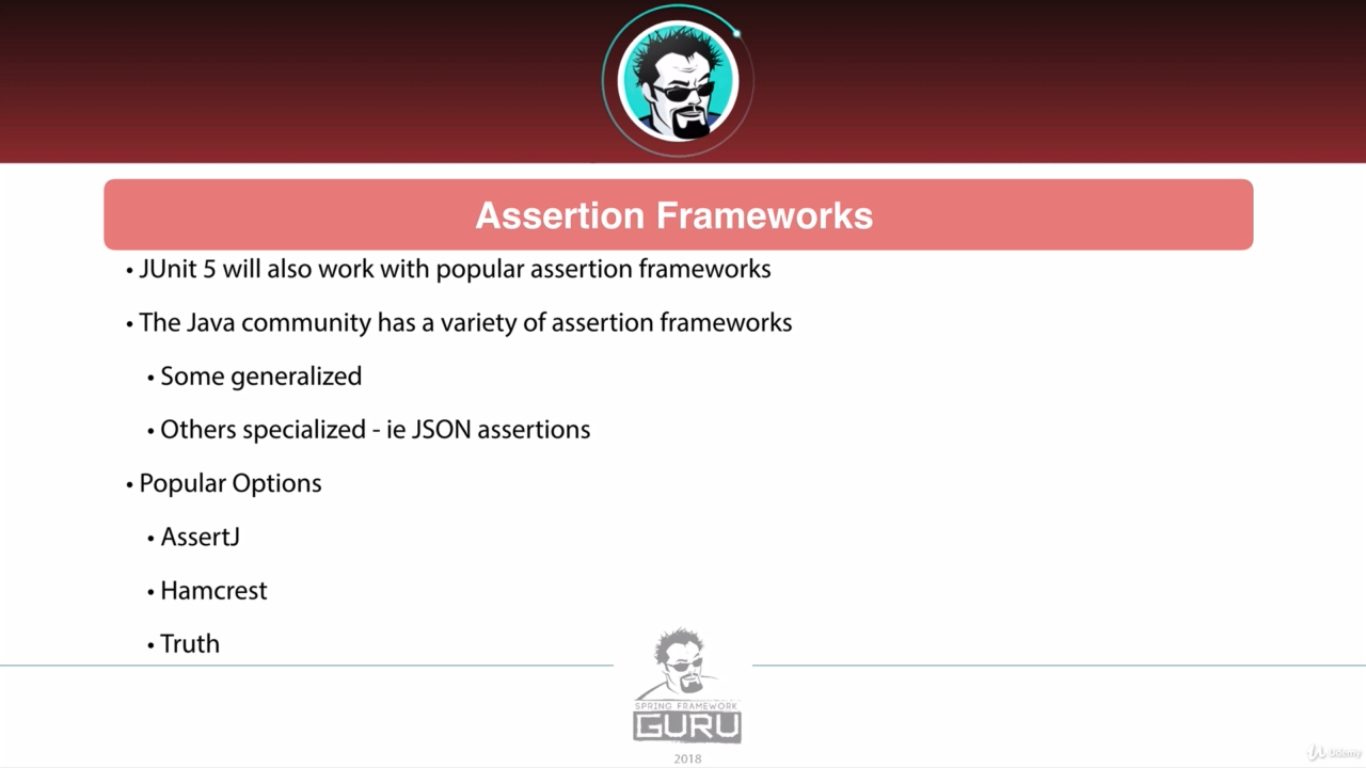 Assertion Frameworks
• JUnit 5 will also work with popular assertion frameworks
• The Java community has a variety of assertion frameworks
• Some generalized
• Others specialized - ie JSON assertions
• Popular Options
• AssertJ
• Hamcrest
• Truth
SPRING FRAMEWORK
GURU
2018
Udemy